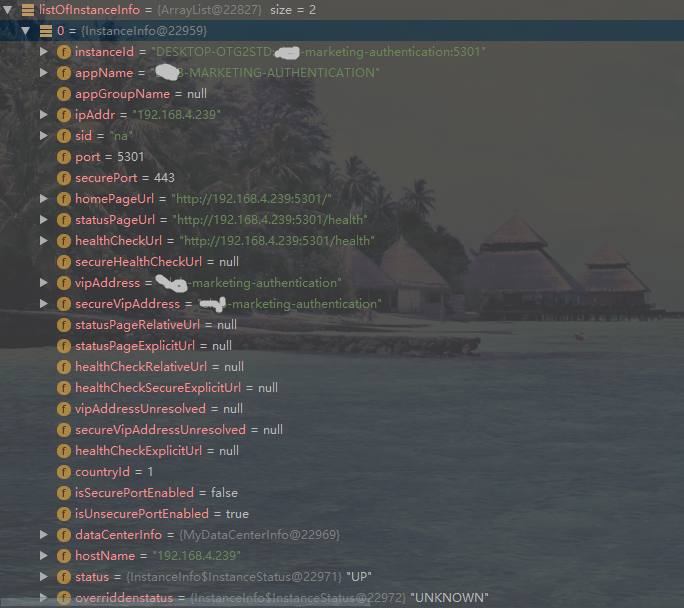 listOfInstanceInfo = {ArrayList@22827} size = 2
0 = {InstanceInfo@22959}
f instanceId = "DESKTOP-OTG2STD: -marketing-authentication:5301"
f appName = " B-MARKETING-AUTHENTICATION"
f appGroupName = null
f ipAddr = "192.168.4.239"
f sid = "na"
f port = 5301
f securePort = 443
f homePageUrl = "http://192.168.4.239:5301/"
f statusPageUrl = "http://192.168.4.239:5301/health"
f healthCheckUrl = "http://192.168.4.239:5301/health"
f secureHealthCheckUrl = null
f vipAddress = -marketing-authentication"
f secureVipAddress = " -marketing-authentication"
f statusPageRelativeUrl = null
f statusPageExplicitUrl = null
f healthCheckRelativeUrl = null
f healthCheckSecureExplicitUrl = null
f vipAddressUnresolved = null
f secureVipAddressUnresolved = null
f healthCheckExplicitUrl = null
f countryId = 1
f isSecurePortEnabled = false
f isUnsecurePortEnabled = true
f dataCenterInfo = {MyDataCenterInfo@22969}
f hostName = "192.168.4.239"
f status = {InstanceInfo$InstanceStatus@22971} "UP"
f overriddenstatus = {InstanceInfo$InstanceStatus@22972} "UNKNOWN"